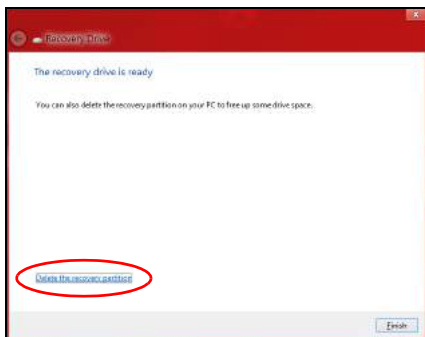 Recovery Drive
The recovery drive is ready
You can also delete the recovery partition on your PC to free up some drive space.
Delete the recovery partition
Finish